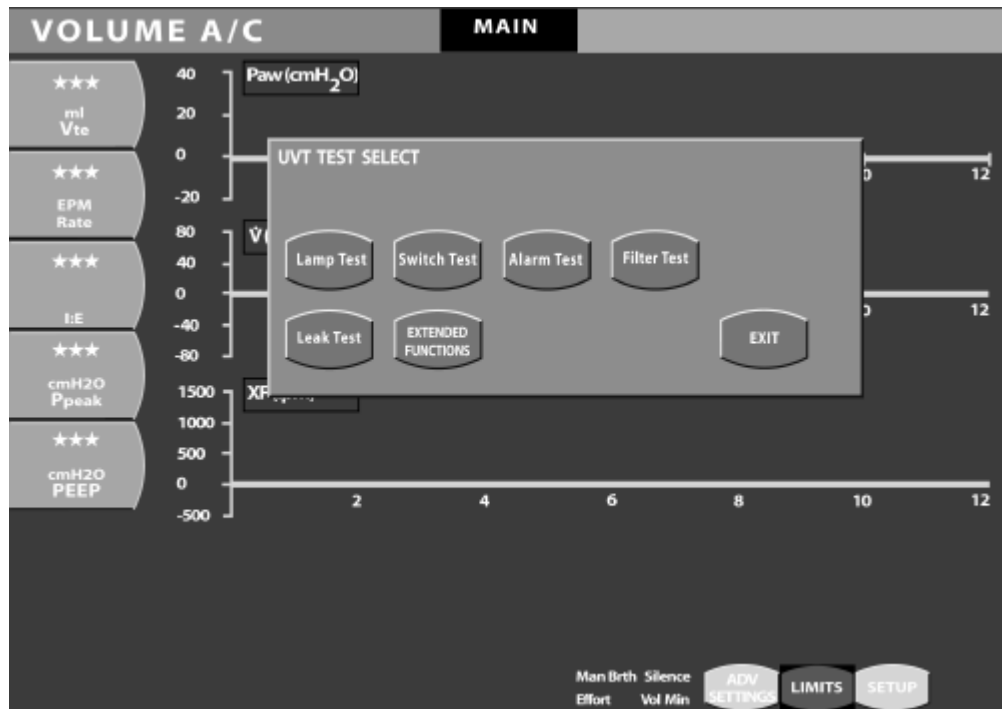 VOLUME A/C
MAIN
★★★
ml
Vte
★★★
EPM
Rate
★★★
I:E
★★★
cmH2O
Ppeak
★★★
cmH2O
PEEP
40
20
0
-20
Paw (cmH2O)
12
80
40
0
-40
-80
V̇(
12
1500
1000
500
0
-500
2 4 6 8 10 12
UVT TEST SELECT
Lamp Test Switch Test Alarm Test Filter Test
Leak Test
EXTENDED
FUNCTIONS
EXIT
Man Brth Silence
Effort Vol Min
ADV
SETTINGS
LIMITS
SETUP